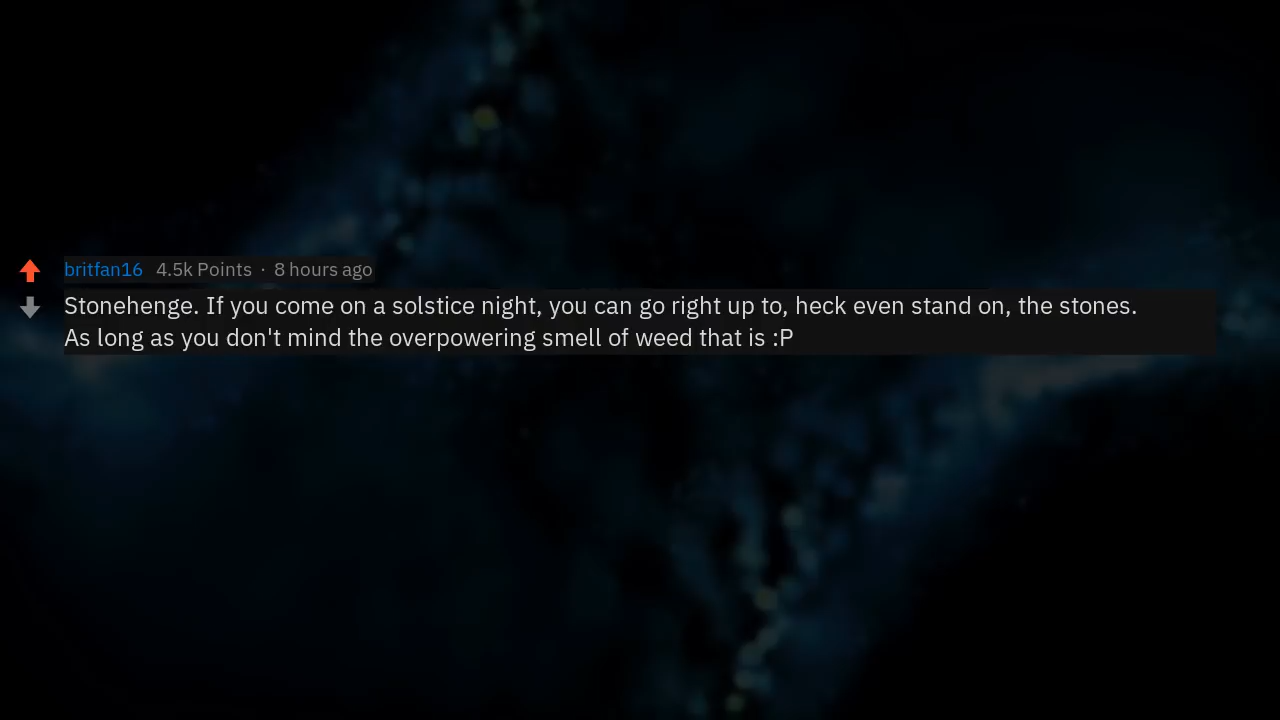 britfan16 4.5k Points · 8 hours ago
Stonehenge. If you come on a solstice night, you can go right up to, heck even stand on, the stones.
As long as you don't mind the overpowering smell of weed that is :P